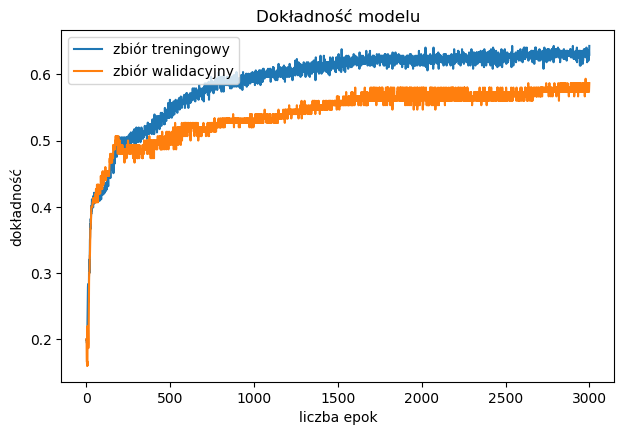 Dokładność modelu
zbiór treningowy
zbiór walidacyjny
dokładność
0.6
0.5
0.4
0.3
0.2
0
500
1000
1500
2000
2500
3000
liczba epok